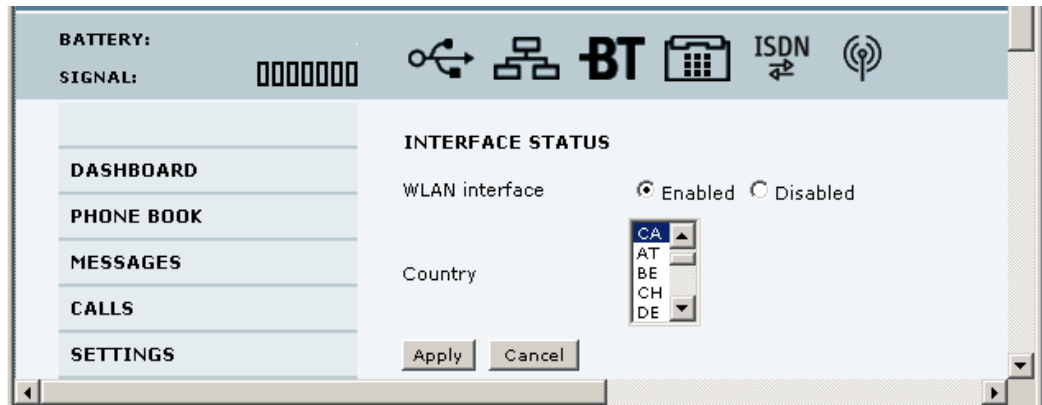 BATTERY:
SIGNAL:
BT
ISDN
DASHBOARD
PHONE BOOK
MESSAGES
CALLS
SETTINGS
INTERFACE STATUS
WLAN interface Enabled Disabled
Country
CA
AT
BE
CH
DE
Apply Cancel